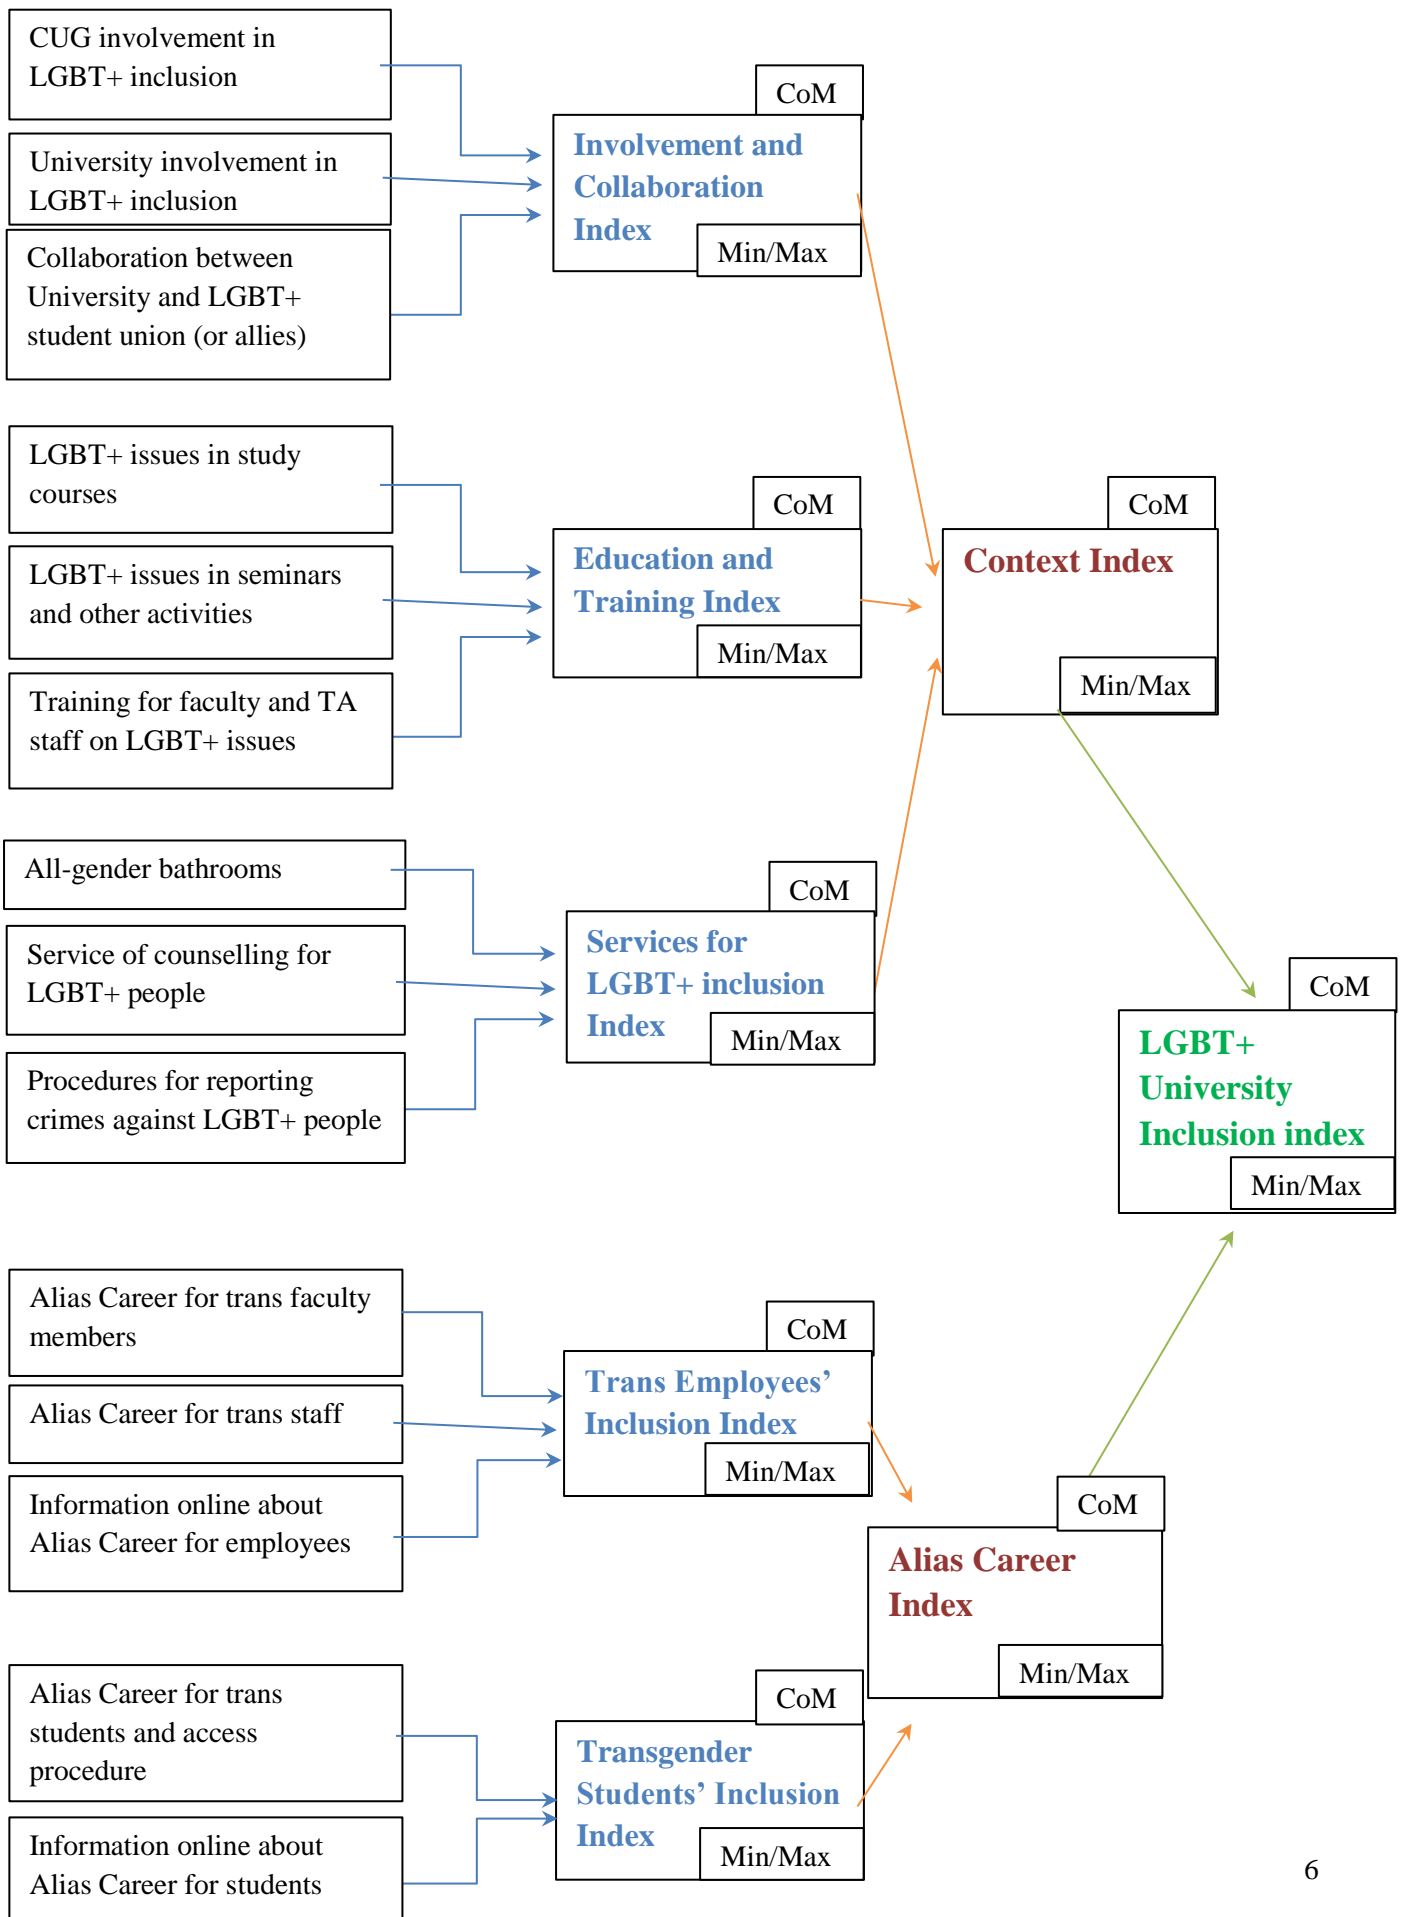 CUG involvement in
LGBT+ inclusion
University involvement in
LGBT+ inclusion
Collaboration between
University and LGBT+
student union (or allies)
CoM
Involvement and
Collaboration
Index
Min/Max
LGBT+ issues in study
courses
LGBT+ issues in seminars
and other activities
Training for faculty and TA
staff on LGBT+ issues
CoM
Education and
Training Index
Min/Max
CoM
Context Index
Min/Max
All-gender bathrooms
Service of counselling for
LGBT+ people
Procedures for reporting
crimes against LGBT+ people
CoM
Services for
LGBT+ inclusion
Index
Min/Max
CoM
LGBT+
University
Inclusion index
Min/Max
Alias Career for trans faculty
members
Alias Career for trans staff
Information online about
Alias Career for employees
CoM
Trans Employees’
Inclusion Index
Min/Max
CoM
Alias Career
Index
Min/Max
Alias Career for trans
students and access
procedure
Information online about
Alias Career for students
CoM
Transgender
Students’ Inclusion
Index
Min/Max
6